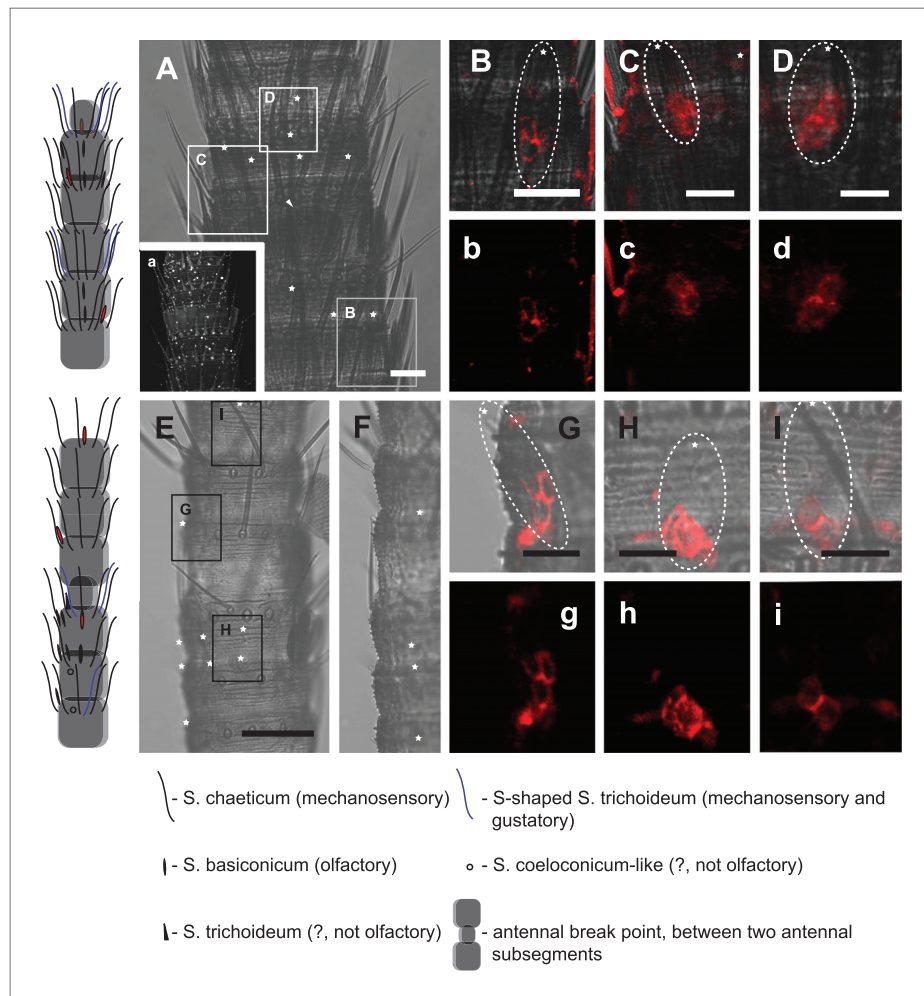 A
D
C
B
a
B
C
D
b
c
d
E
I
G
H
F
G
H
I
g
h
i
- S. chaeticum (mechanosensory)
- S-shaped S. trichoideum (mechanosensory and
gustatory)
- S. basiconicum (olfactory)
- S. coeloconicum-like (?, not olfactory)
- S. trichoideum (?, not olfactory)
- antennal break point, between two antennal
subsegments